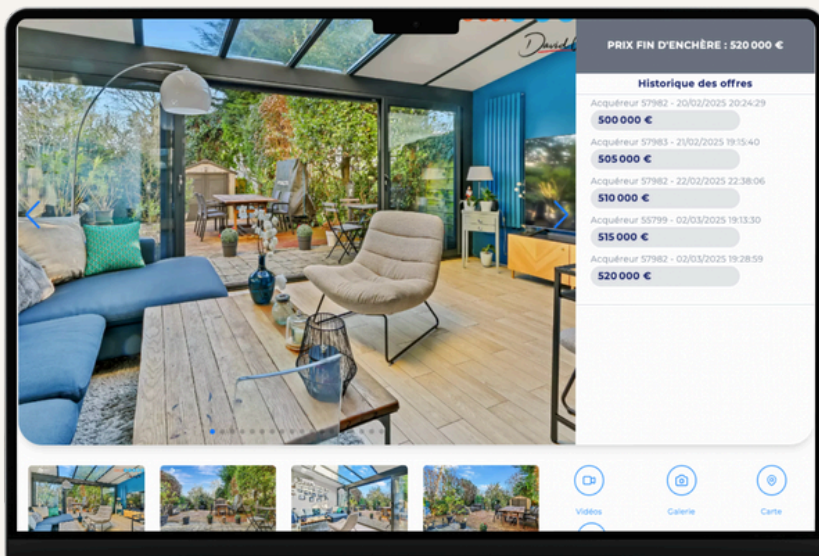 David
PRIX FIN D'ENCHÈRE : 520 000 €
Historique des offres
Acquéreur 57982 - 20/02/2025 20:24:29
500 000 €
Acquéreur 57983 - 21/02/2025 19:15:40
505 000 €
Acquéreur 57982 - 22/02/2025 22:38:06
510 000 €
Acquéreur 55799 - 02/03/2025 19:13:30
515 000 €
Acquéreur 57982 - 02/03/2025 19:28:59
520 000 €
Vidéos
Galerie
Carte